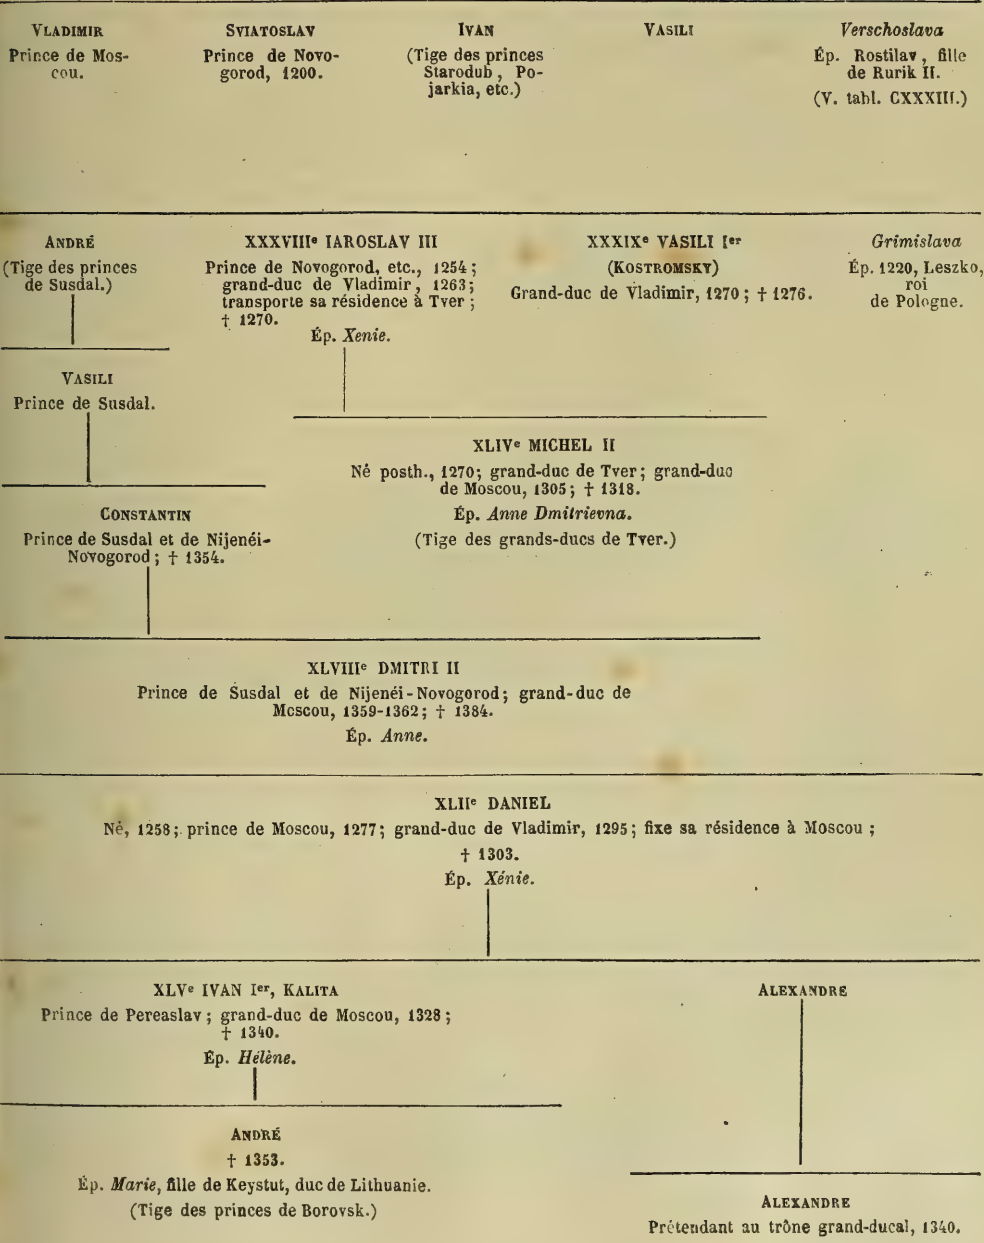 VLADIMIR
Prince de Mos-
cou.
SVIATOSLAV
Prince de Novo-
gorod, 1200.
IVAN
(Tige des princes
Starodub, Po-
jarkia, etc.)
VASILI
Verschoslava
Ép. Rostilav, fille
de Rurik II.
(V. tabl. CXXXIII.)
ANDRÉ
(Tige des princes
de Susdal.)
XXXVIIIe IAROSLAV III
Prince de Novogorod, etc., 1254;
grand-duc de Vladimir, 1263;
transporte sa résidence à Tver;
† 1270.
Ép. Xenie.
XXXIXe VASILI Ier
(KOSTROMSKY)
Grand-duc de Vladimir, 1270; † 1276.
Grimislava
Ép. 1220, Leszko,
roi
de Pologne.
VASILI
Prince de Susdal.
XLIVe MICHEL II
Né posth., 1270; grand-duc de Tver; grand-duc
de Moscou, 1305; † 1318.
Ép. Anne Dmitrievna.
(Tige des grands-ducs de Tver.)
CONSTANTIN
Prince de Susdal et de Nijenéi-
Novogorod; † 1354.
XLVIIIe DMITRI II
Prince de Susdal et de Nijenéi-Novogorod; grand-duc de
Moscou, 1359-1362; † 1384.
Ép. Anne.
XLIIe DANIEL
Né, 1258; prince de Moscou, 1277; grand-duc de Vladimir, 1295; fixe sa résidence à Moscou;
† 1303.
Ép. Xénie.
XLVe IVAN Ier, KALITA
Prince de Pereaslav; grand-duc de Moscou, 1328;
† 1340.
Ép. Hélène.
ALEXANDRE
ANDRÉ
† 1353.
Ép. Marie, fille de Keystut, duc de Lithuanie.
(Tige des princes de Borovsk.)
ALEXANDRE
Prétendant au trône grand-ducal, 1340.